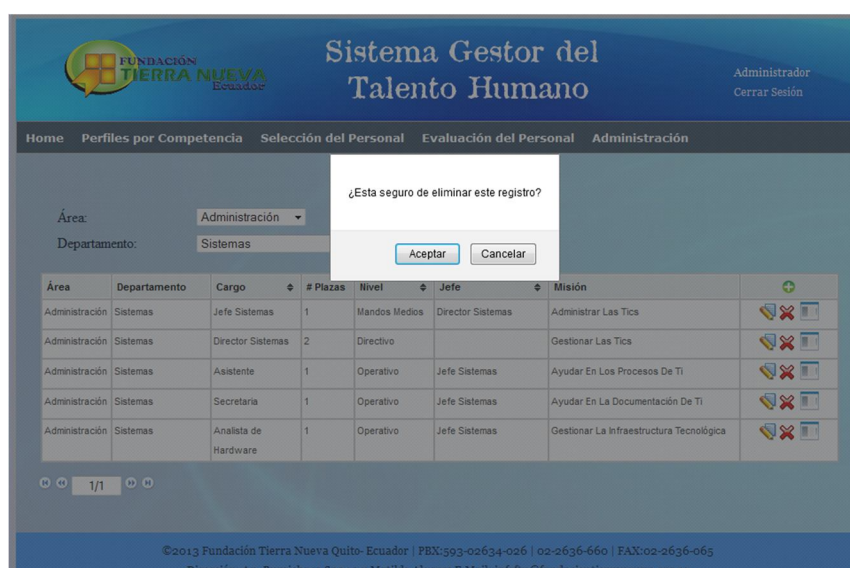 FUNDACIÓN
TIERRA NUEVA
Ecuador
Sistema Gestor del
Talento Humano
Administrador
Cerrar Sesión
Home Perfiles por Competencia Selección del Personal Evaluación del Personal Administración
¿Esta seguro de eliminar este registro?
Aceptar Cancelar
Área: Administración
Departamento: Sistemas
Área Departamento Cargo # Plazas Nivel Jefe Misión
Administración Sistemas Jefe Sistemas 1 Mandos Medios Director Sistemas Administrar Las Tics
Administración Sistemas Director Sistemas 2 Directivo Gestionar Las Tics
Administración Sistemas Asistente 1 Operativo Jefe Sistemas Ayudar En Los Procesos De Ti
Administración Sistemas Secretaria 1 Operativo Jefe Sistemas Ayudar En La Documentación De Ti
Administración Sistemas Analista de Hardware 1 Operativo Jefe Sistemas Gestionar La Infraestructura Tecnológica
1/1
©2013 Fundación Tierra Nueva Quito- Ecuador | PBX:593-02634-026 | 02-2636-660 | FAX:02-2636-065